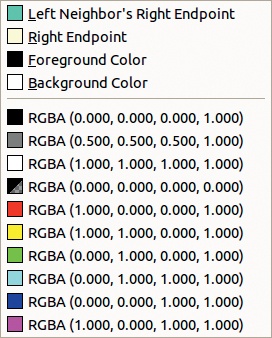 Left Neighbor's Right Endpoint
Right Endpoint
Foreground Color
Background Color
RGBA (0.000, 0.000, 0.000, 1.000)
RGBA (0.500, 0.500, 0.500, 1.000)
RGBA (1.000, 1.000, 1.000, 1.000)
RGBA (0.000, 0.000, 0.000, 0.000)
RGBA (1.000, 0.000, 0.000, 1.000)
RGBA (1.000, 1.000, 0.000, 1.000)
RGBA (0.000, 1.000, 0.000, 1.000)
RGBA (0.000, 1.000, 1.000, 1.000)
RGBA (0.000, 0.000, 1.000, 1.000)
RGBA (1.000, 0.000, 1.000, 1.000)